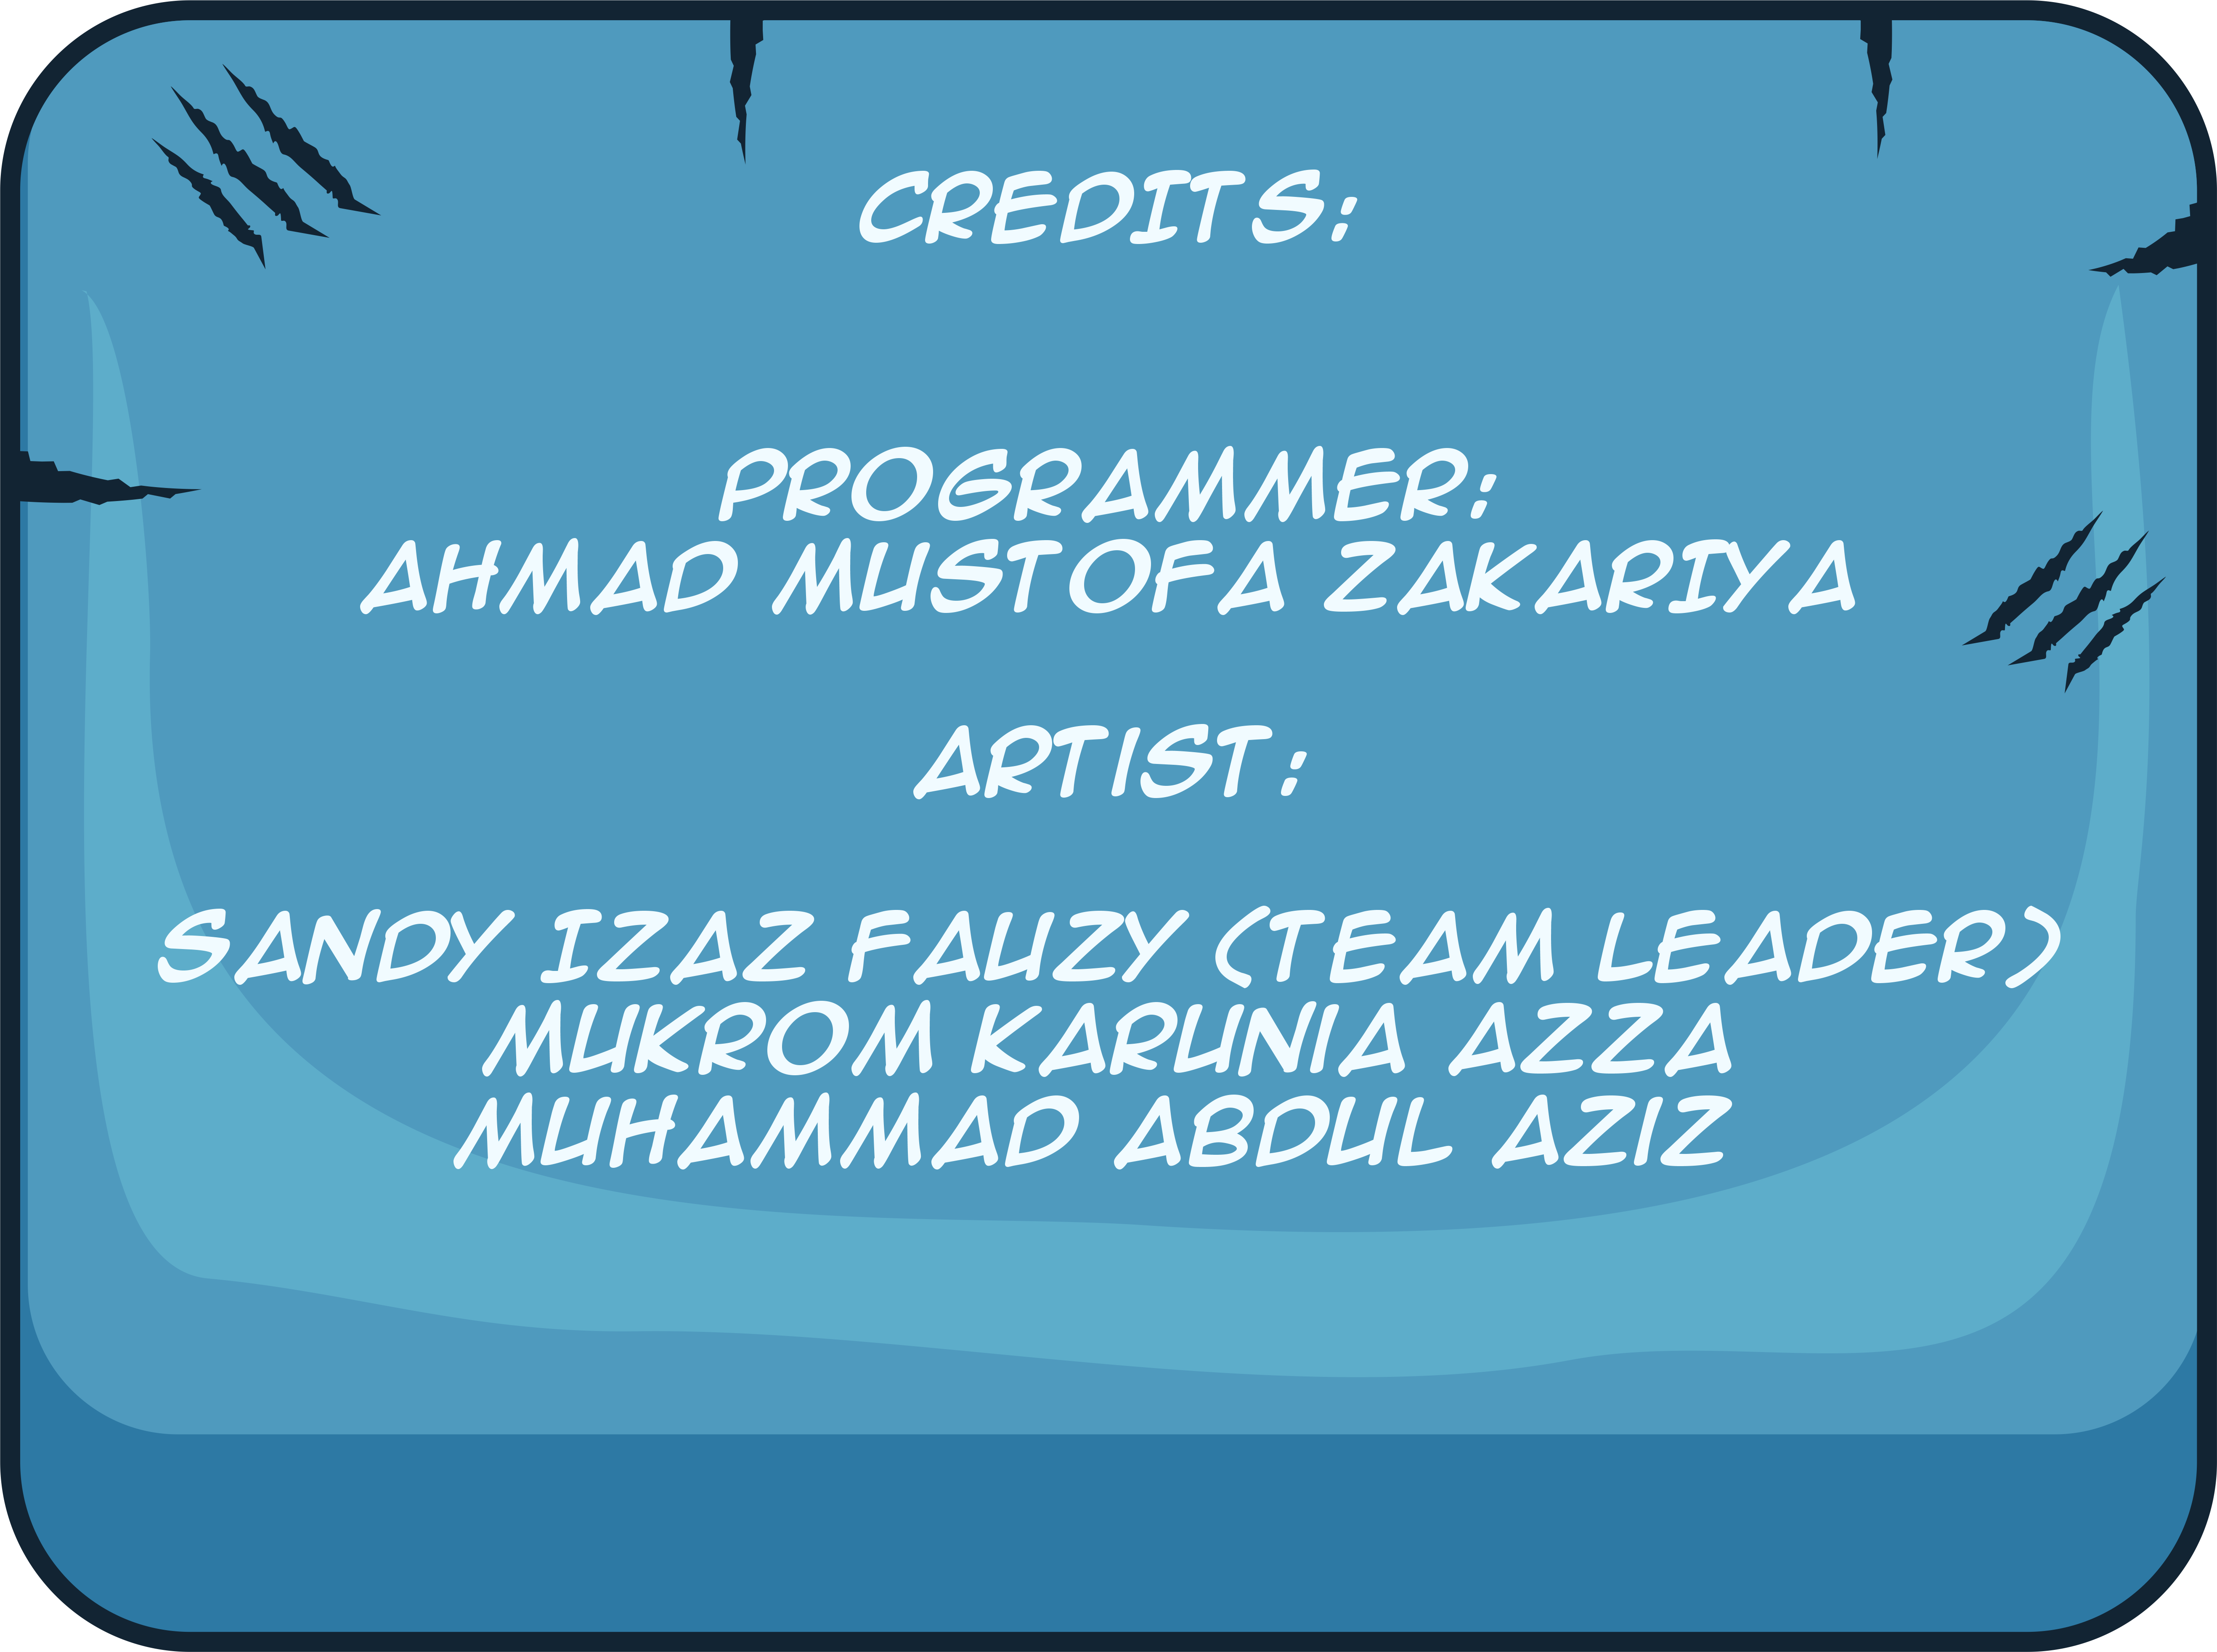 CREDITS:
PROGRAMMER:
AHMAD MUSTOFA ZAKARIYA
ARTIST:
SANDY IZAZ FAUZY (TEAM LEADER)
MUKROM KARUNIA AZZA
MUHAMMAD ABDUL AZIZ